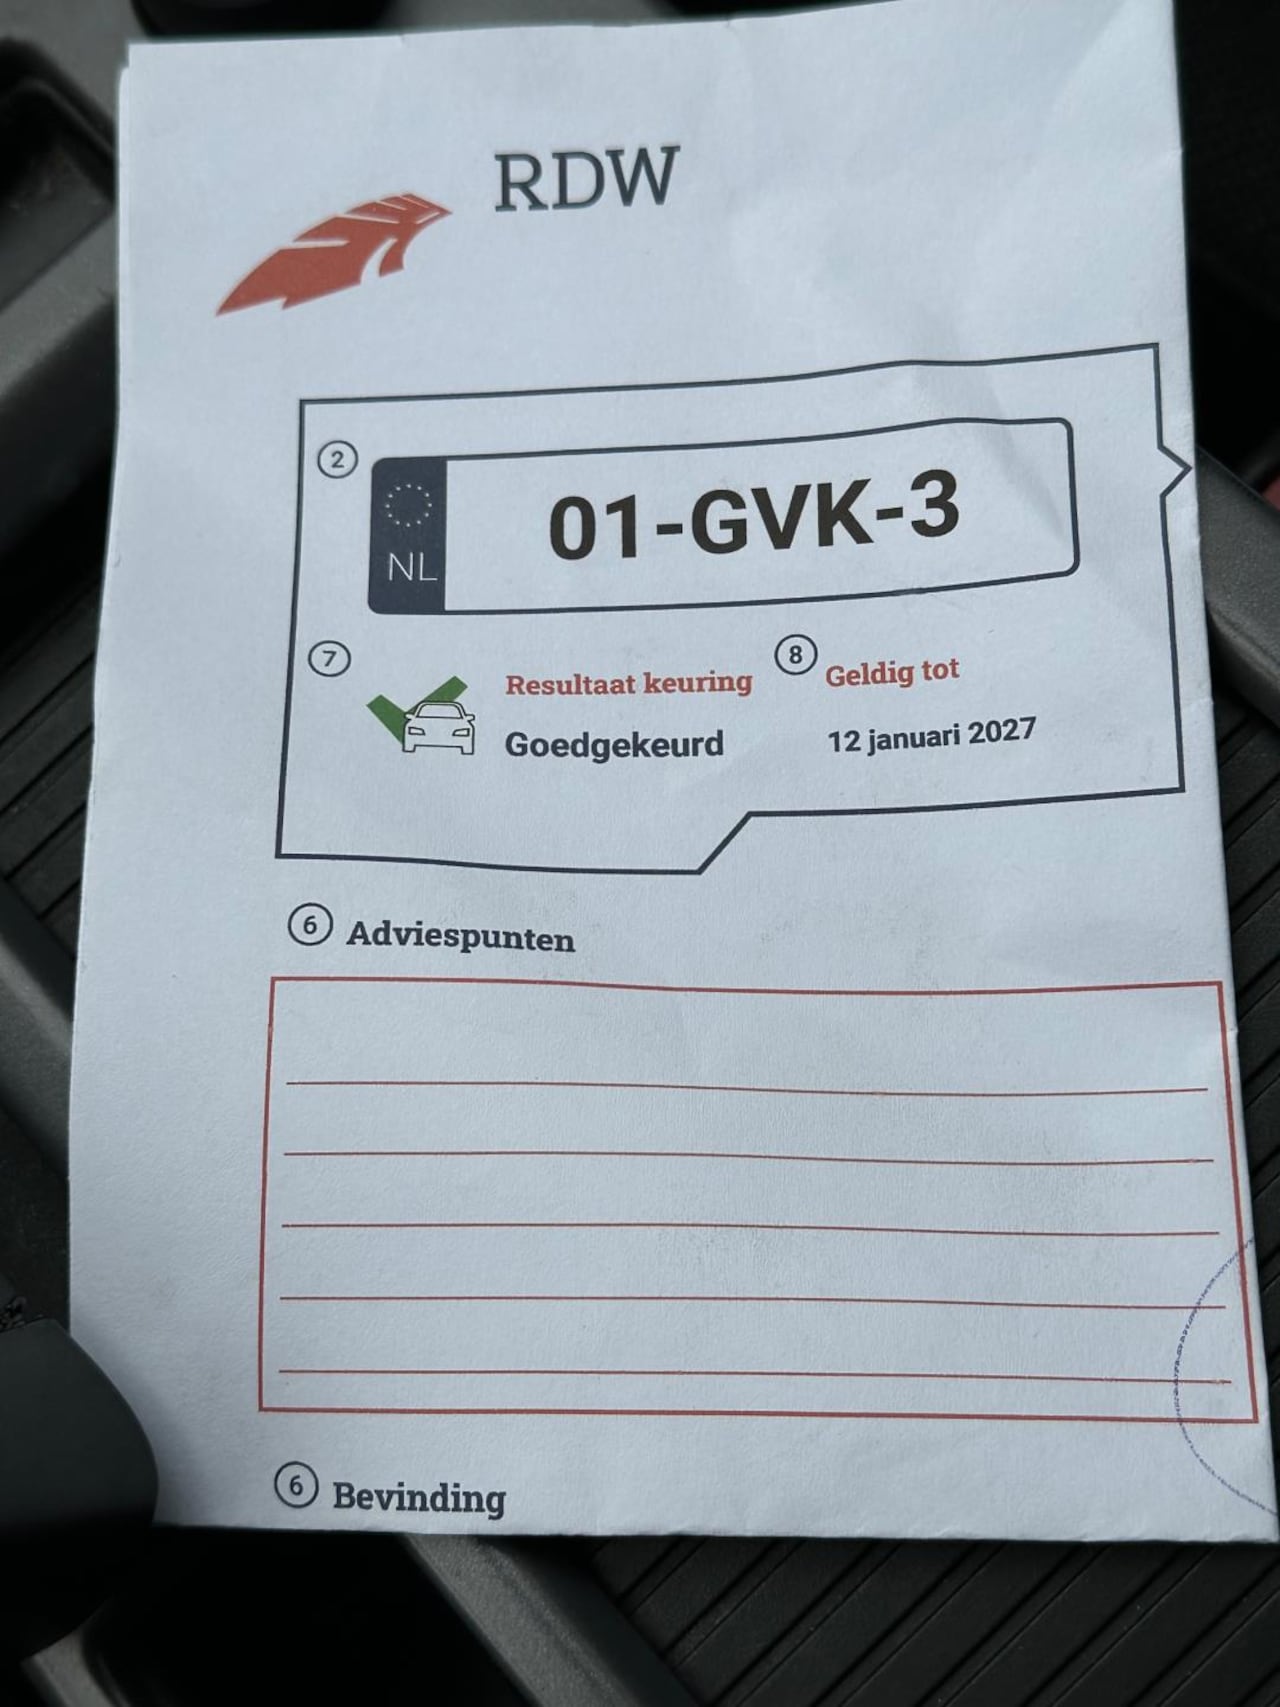 RDW
2
NL
01-GVK-3
7
Resultaat keuring
Goedgekeurd
8
Geldig tot
12 januari 2027
6 Adviespunten
6 Bevinding